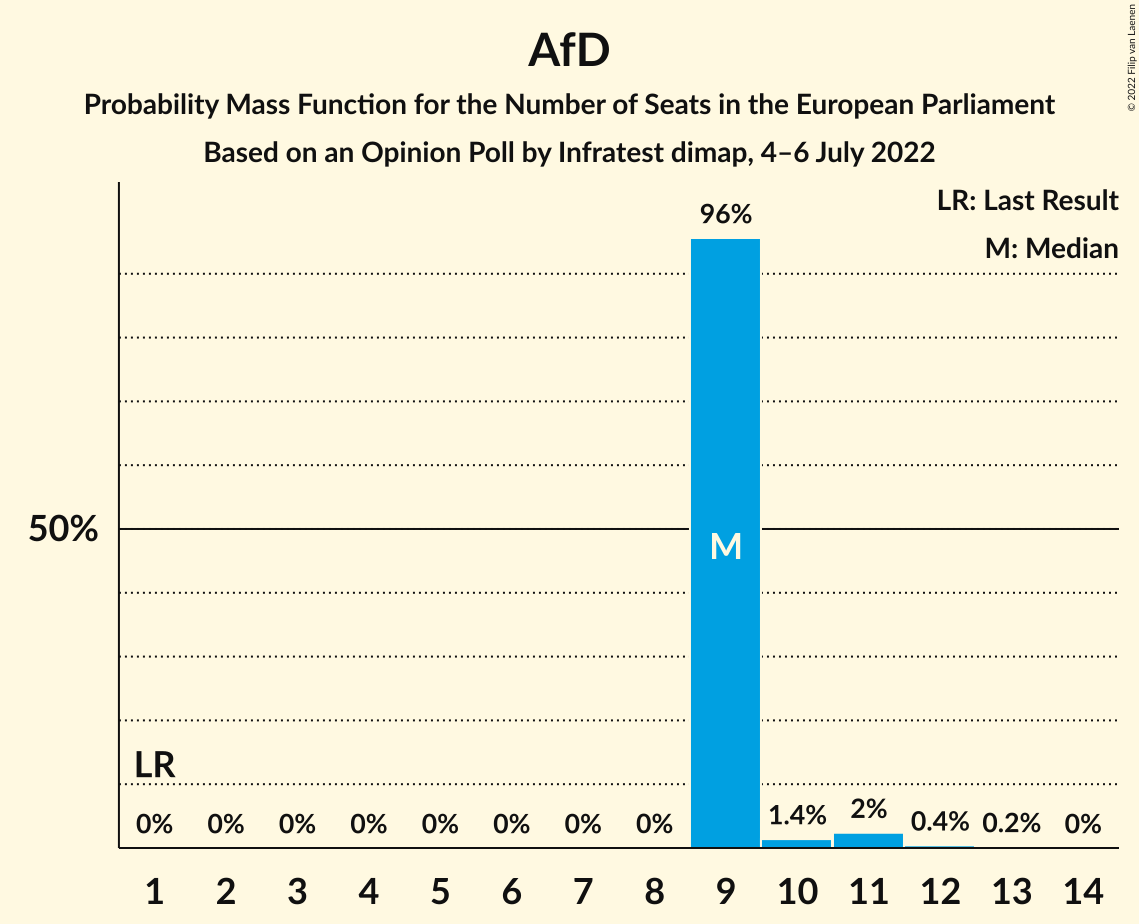 AfD
Probability Mass Function for the Number of Seats in the European Parliament
Based on an Opinion Poll by Infratest dimap, 4–6 July 2022
© 2022 Filip van Laenen
LR: Last Result
M: Median
96%
50%
M
LR
0% 0% 0% 0% 0% 0% 0% 0% 1.4% 2% 0.4% 0.2% 0%
1 2 3 4 5 6 7 8 9 10 11 12 13 14